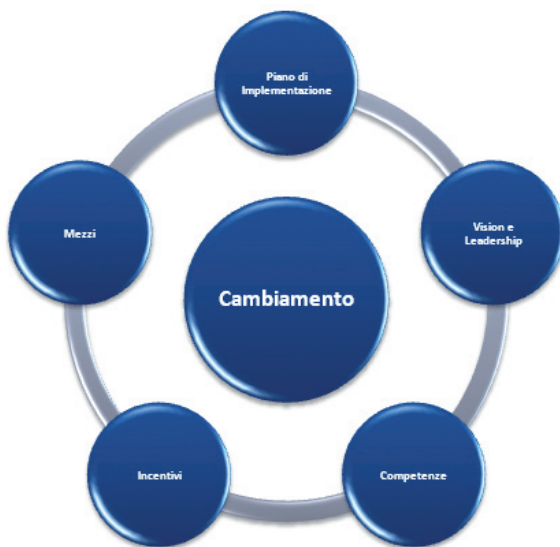 Piano di
Implementazione
Vision e
Leadership
Mezzi
Cambiamento
Incentivi
Competenze